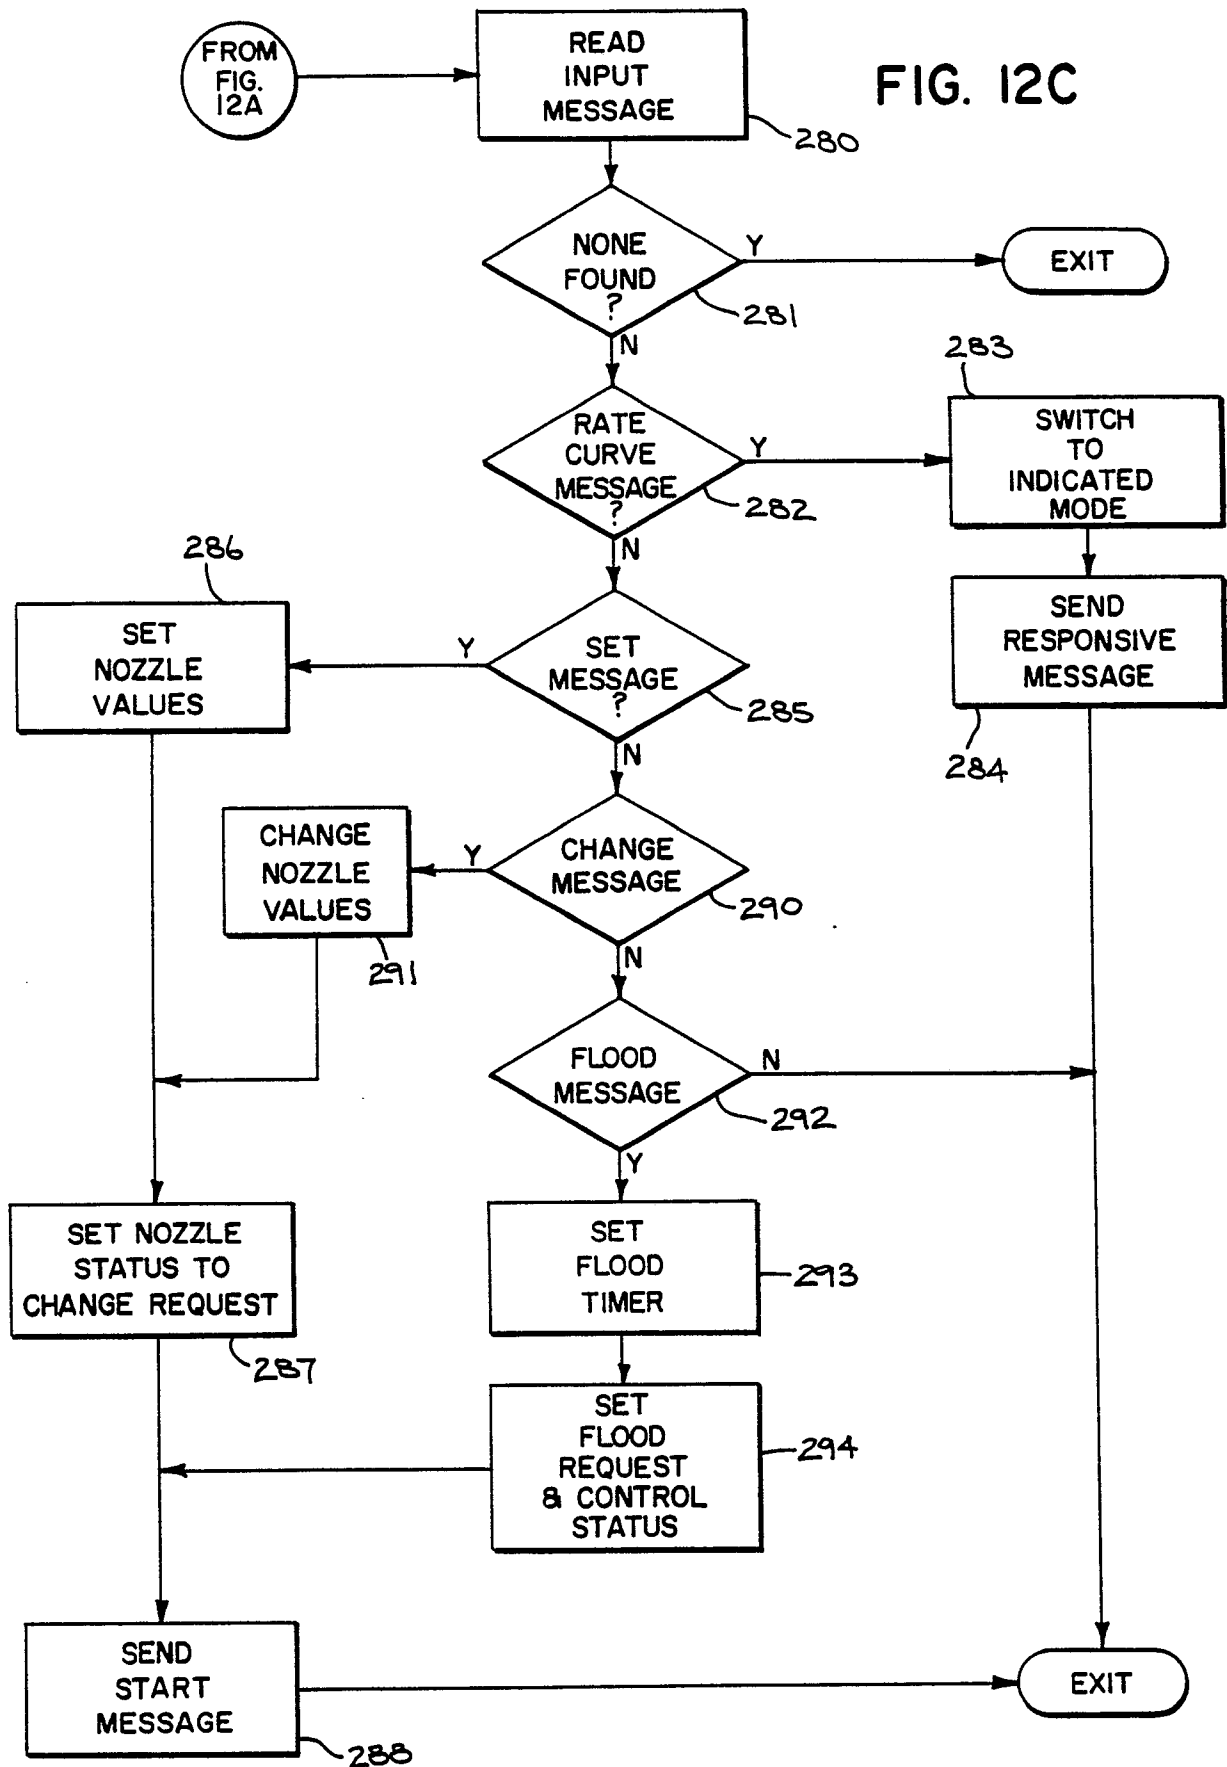 FROM
FIG.
12A
READ
INPUT
MESSAGE
280
FIG. 12C
NONE
FOUND
?
281
Y
EXIT
N
RATE
CURVE
MESSAGE
?
282
Y
283
SWITCH
TO
INDICATED
MODE
N
SEND
RESPONSIVE
MESSAGE
284
SET
MESSAGE
?
285
Y
286
SET
NOZZLE
VALUES
N
CHANGE
MESSAGE
290
Y
CHANGE
NOZZLE
VALUES
291
N
FLOOD
MESSAGE
292
N
Y
SET NOZZLE
STATUS TO
CHANGE REQUEST
287
SET
FLOOD
TIMER
293
SET
FLOOD
REQUEST
& CONTROL
STATUS
294
SEND
START
MESSAGE
288
EXIT